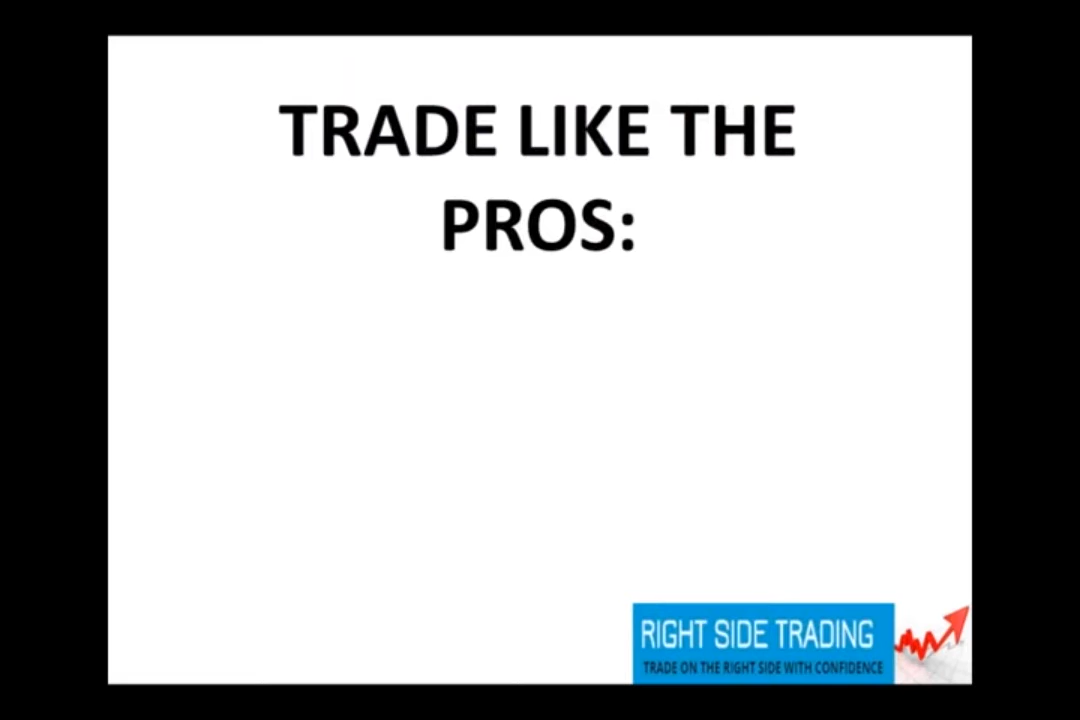 TRADE LIKE THE
PROS:
RIGHT SIDE TRADING
TRADE ON THE RIGHT SIDE WITH CONFIDENCE